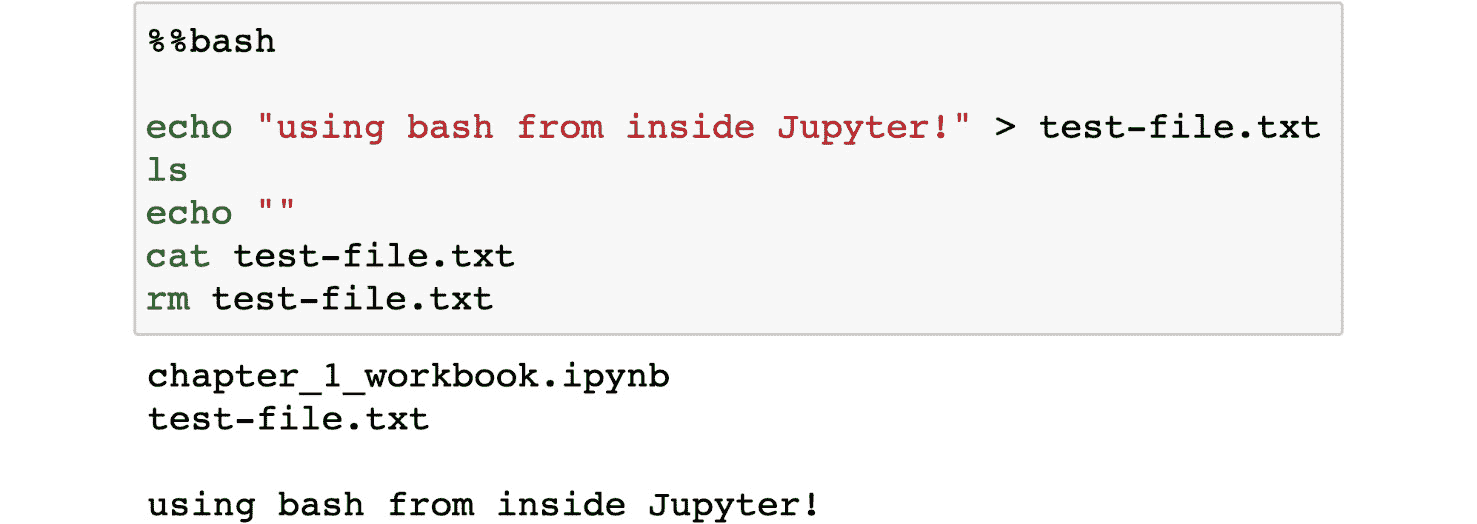 %%bash
echo "using bash from inside Jupyter!" > test-file.txt
ls
echo ""
cat test-file.txt
rm test-file.txt
chapter_1_workbook.ipynb
test-file.txt
using bash from inside Jupyter!